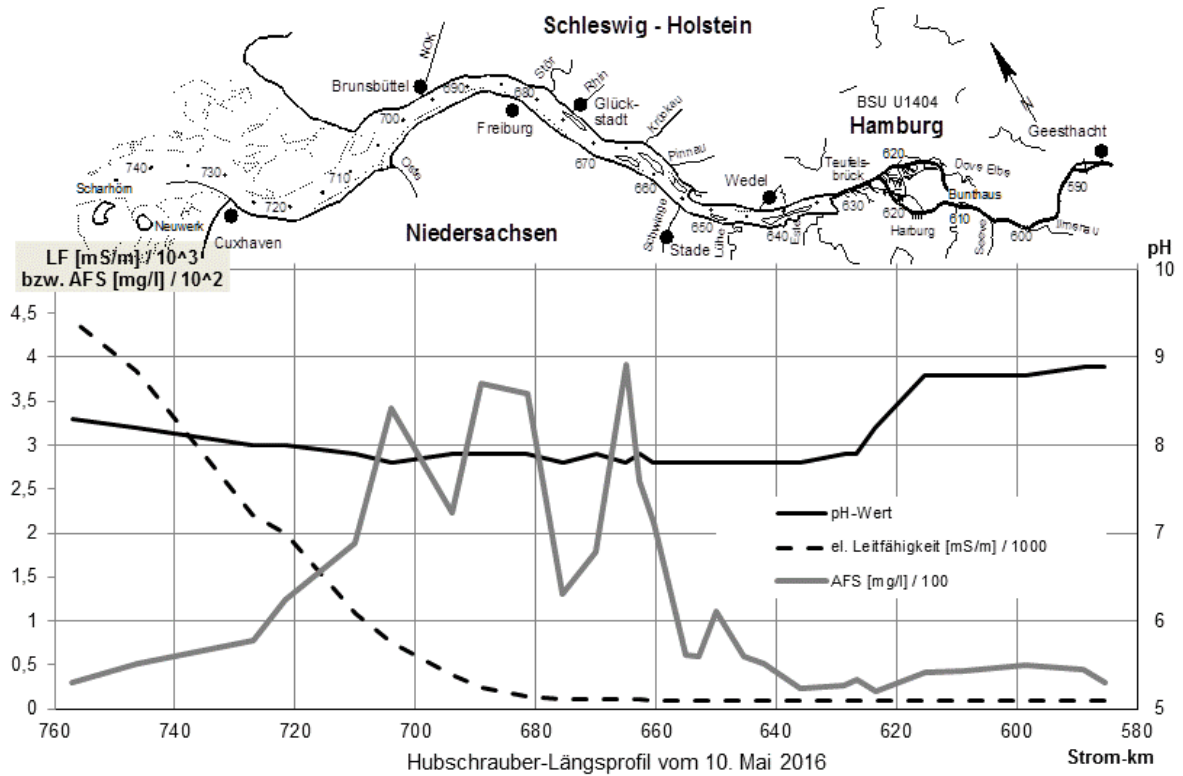 Schleswig - Holstein
NOK
Brunsbüttel
Stör
Rhin
690
680
Glück-
stadt
BSU U1404
N
700
Freiburg
Krückau
Hamburg
Geesthacht
740
730
710
Oste
670
Pinnau
Teufels-
brück
620
Dove Elbe
660
Wedel
590
Scharhörn
720
Schwinge
650
630
620
Bunthaus
610
Neuwerk
Cuxhaven
Niedersachsen
Stade
Lühe
640
Este
Harburg
Seeve
600
Ilmenau
LF [mS/m] / 10^3
bzw. AFS [mg/l] / 10^2
pH
10
4,5
4
9
3,5
3
8
2,5
pH-Wert
2
7
el. Leitfähigkeit [mS/m] / 1000
1,5
AFS [mg/l] / 100
1
6
0,5
0
5
760 740 720 700 680 660 640 620 600 580
Hubschrauber-Längsprofil vom 10. Mai 2016
Strom-km